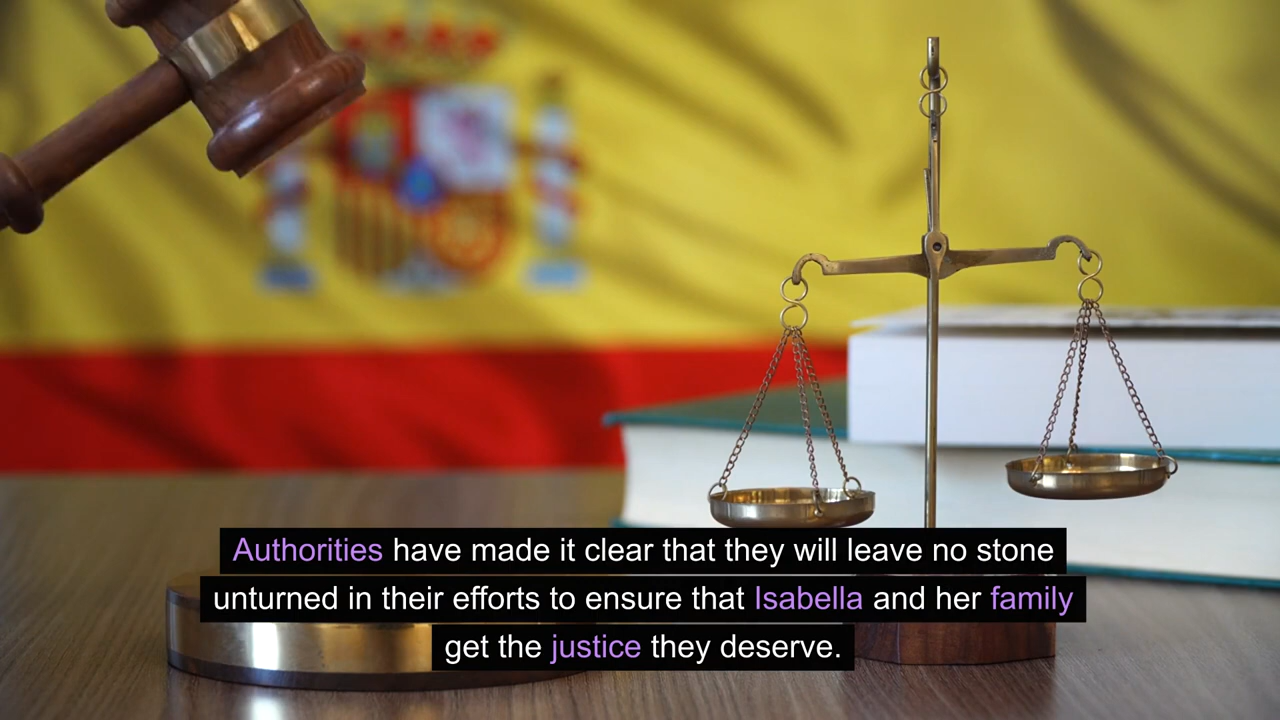 Authorities have made it clear that they will leave no stone
unturned in their efforts to ensure that Isabella and her family
get the justice they deserve.